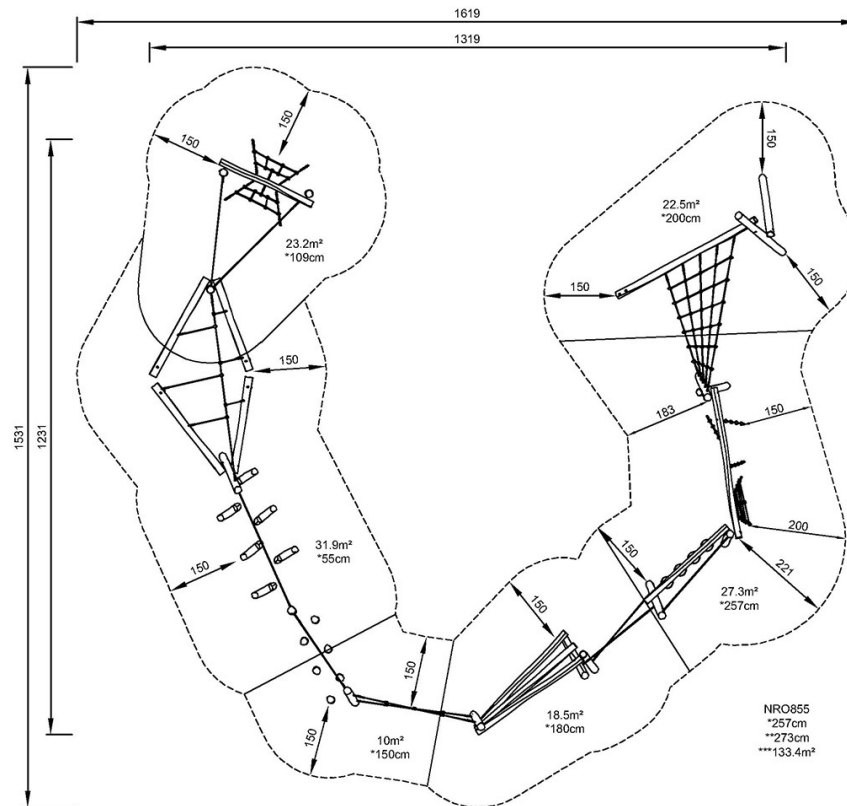 1619
1319
150
150
150
23.2m²
*109cm
22.5m²
*200cm
150
150
150
183
150
1531
1231
31.9m²
*55cm
150
200
150
27.3m²
*257cm
221
150
150
18.5m²
*180cm
150
10m²
*150cm
NRO855
*257cm
**273cm
***133.4m²